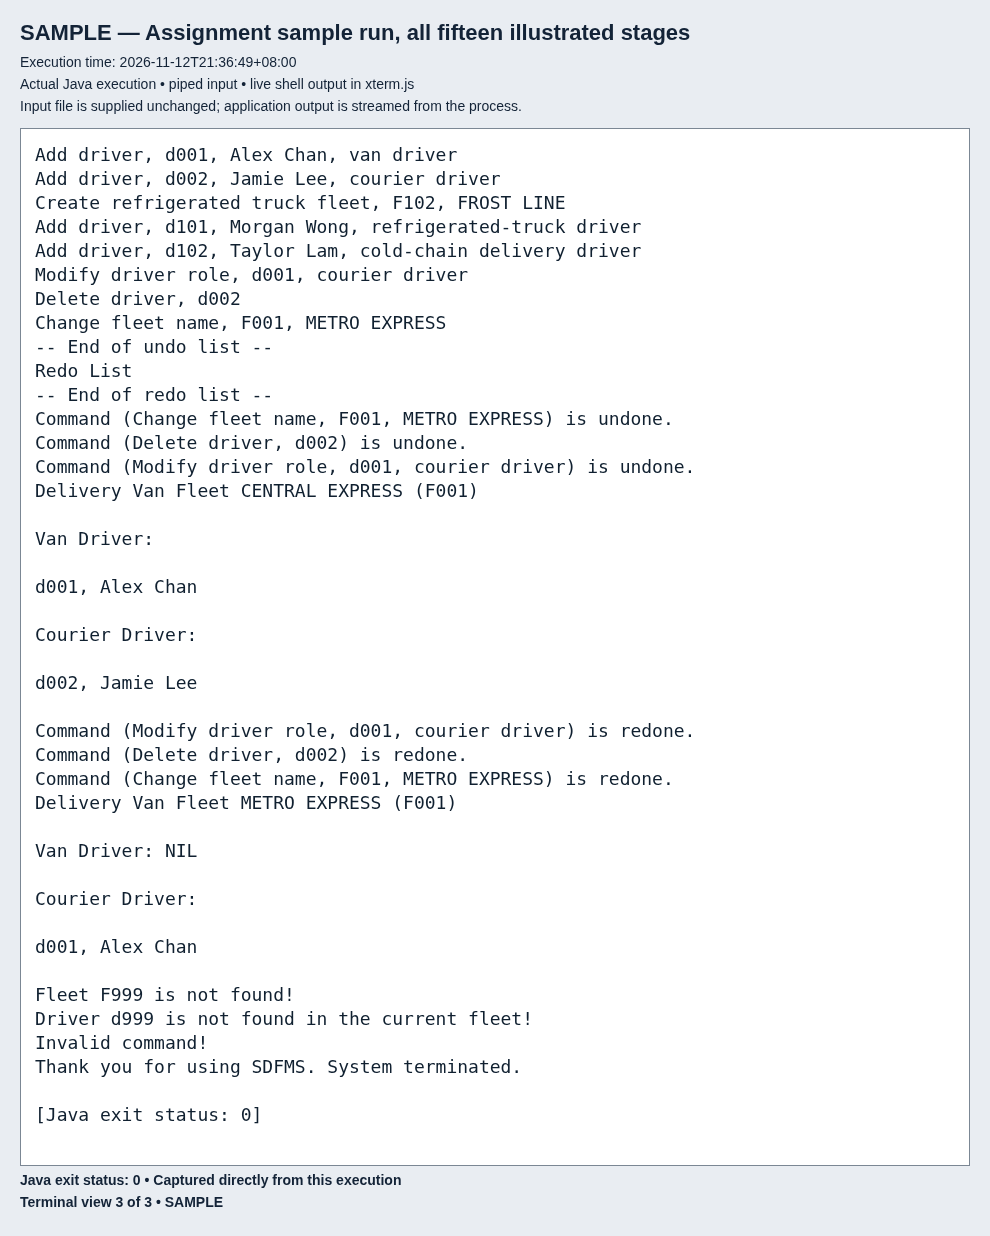 SAMPLE — Assignment sample run, all fifteen illustrated stages
Execution time: 2026-11-12T21:36:49+08:00
Actual Java execution • piped input • live shell output in xterm.js
Input file is supplied unchanged; application output is streamed from the process.
Add driver, d001, Alex Chan, van driver
Add driver, d002, Jamie Lee, courier driver
Create refrigerated truck fleet, F102, FROST LINE
Add driver, d101, Morgan Wong, refrigerated-truck driver
Add driver, d102, Taylor Lam, cold-chain delivery driver
Modify driver role, d001, courier driver
Delete driver, d002
Change fleet name, F001, METRO EXPRESS
-- End of undo list --
Redo List
-- End of redo list --
Command (Change fleet name, F001, METRO EXPRESS) is undone.
Command (Delete driver, d002) is undone.
Command (Modify driver role, d001, courier driver) is undone.
Delivery Van Fleet CENTRAL EXPRESS (F001)
Van Driver:
d001, Alex Chan
Courier Driver:
d002, Jamie Lee
Command (Modify driver role, d001, courier driver) is redone.
Command (Delete driver, d002) is redone.
Command (Change fleet name, F001, METRO EXPRESS) is redone.
Delivery Van Fleet METRO EXPRESS (F001)
Van Driver: NIL
Courier Driver:
d001, Alex Chan
Fleet F999 is not found!
Driver d999 is not found in the current fleet!
Invalid command!
Thank you for using SDFMS. System terminated.
[Java exit status: 0]
Java exit status: 0 • Captured directly from this execution
Terminal view 3 of 3 • SAMPLE